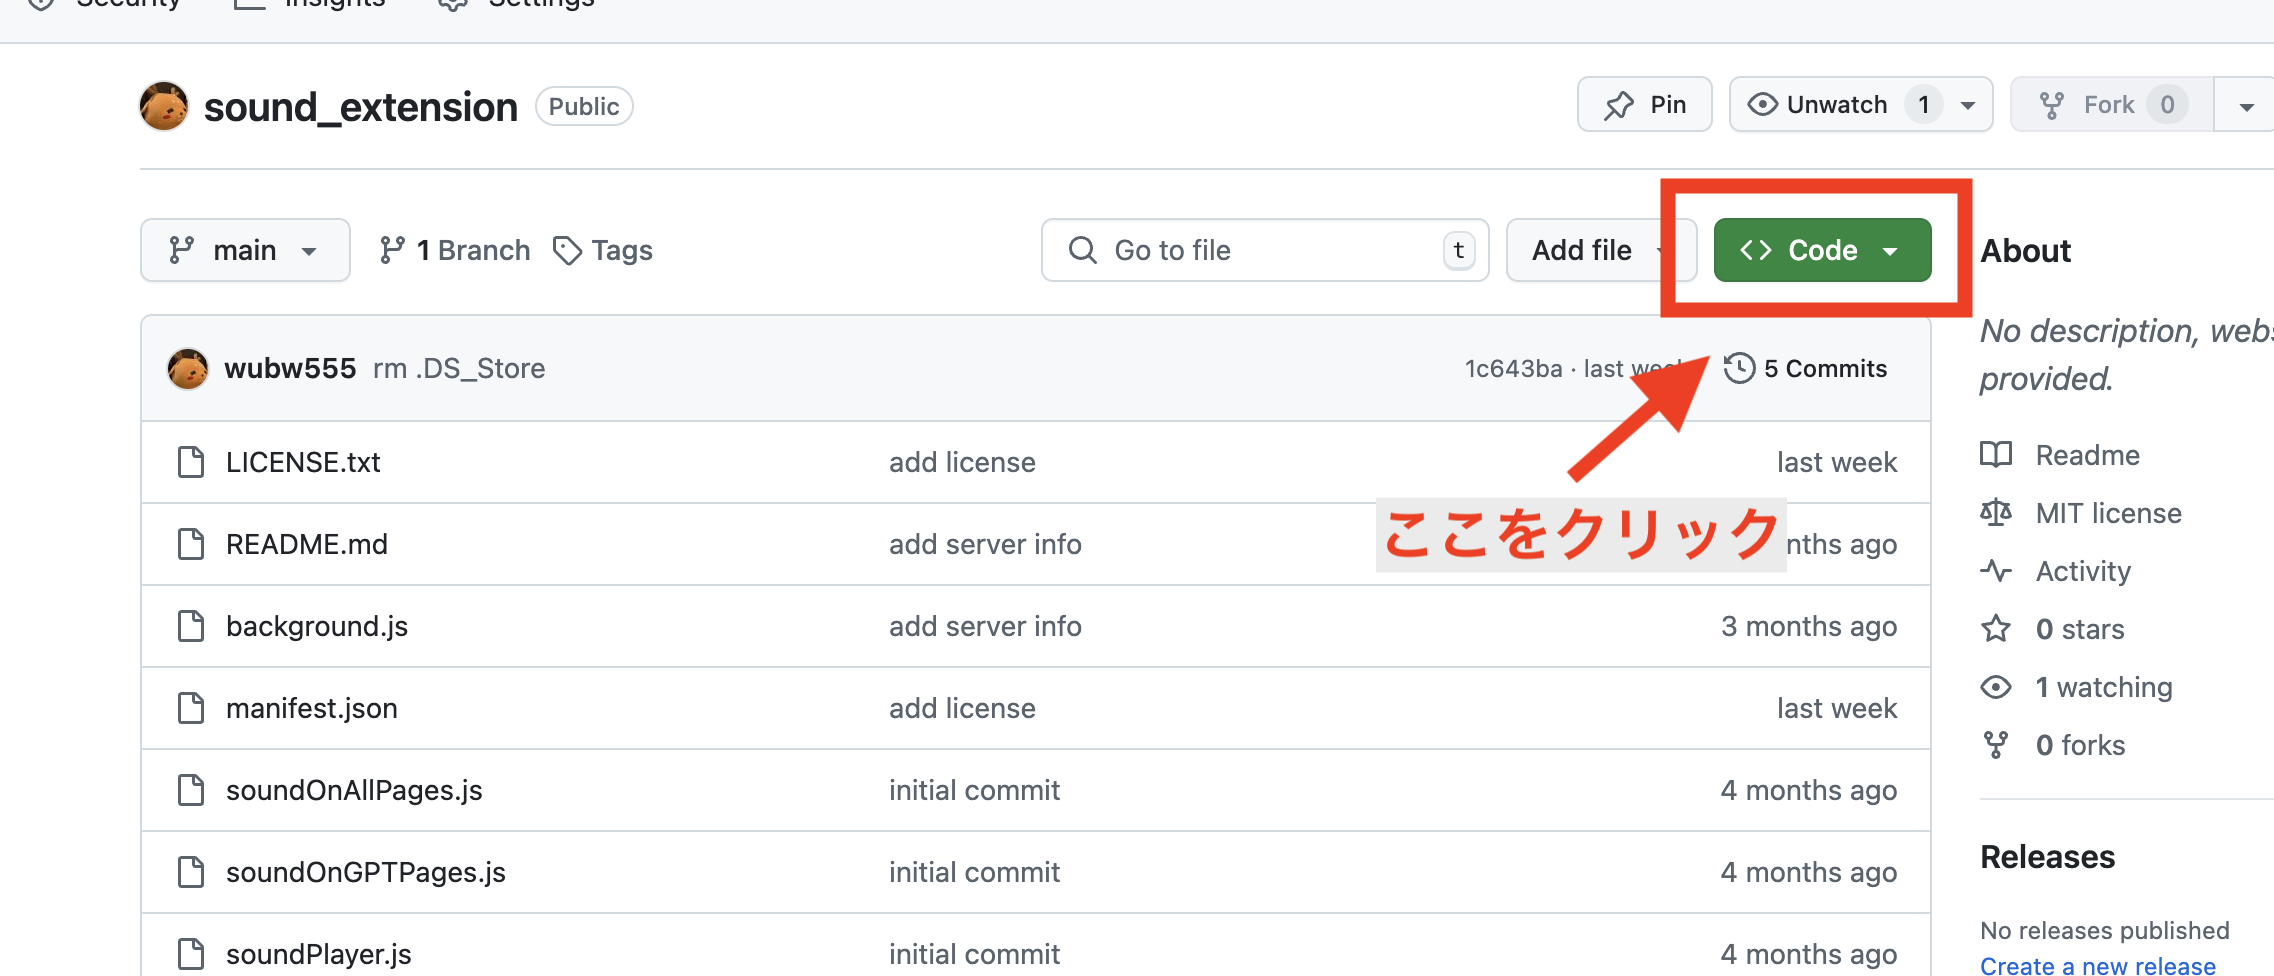 Security Insights Settings
sound_extension Public Pin Unwatch 1 Fork 0
main 1 Branch Tags Go to file t Add file Code
About
No description, webs
provided.
wubw555 rm .DS_Store 1c643ba · last week 5 Commits
LICENSE.txt add license last week
README.md add server info nths ago
ここをクリック
background.js add server info 3 months ago
manifest.json add license last week
soundOnAllPages.js initial commit 4 months ago
soundOnGPTPages.js initial commit 4 months ago
soundPlayer.js initial commit 4 months ago
Readme
MIT license
Activity
0 stars
1 watching
0 forks
Releases
No releases published
Create a new release